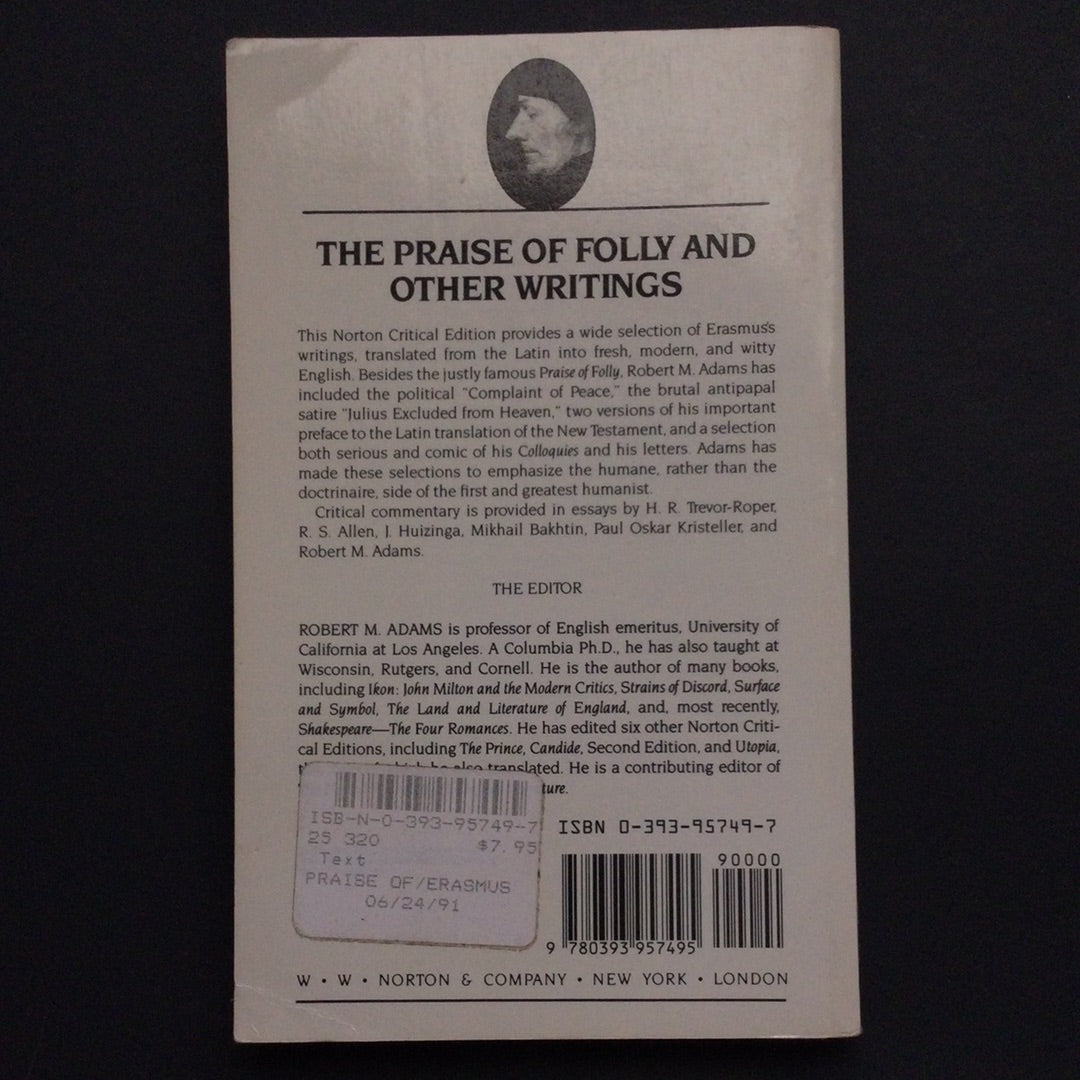 THE PRAISE OF FOLLY AND
OTHER WRITINGS
This Norton Critical Edition provides a wide selection of Erasmus's
writings, translated from the Latin into fresh, modern, and witty
English. Besides the justly famous Praise of Folly, Robert M. Adams has
included the political "Complaint of Peace," the brutal antipapal
satire "Julius Excluded from Heaven," two versions of his important
preface to the Latin translation of the New Testament, and a selection
both serious and comic of his Colloquies and his letters. Adams has
made these selections to emphasize the humane, rather than the
doctrinaire, side of the first and greatest humanist.
Critical commentary is provided in essays by H. R. Trevor-Roper,
R. S. Allen, J. Huizinga, Mikhail Bakhtin, Paul Oskar Kristeller, and
Robert M. Adams.
THE EDITOR
ROBERT M. ADAMS is professor of English emeritus, University of
California at Los Angeles. A Columbia Ph.D., he has also taught at
Wisconsin, Rutgers, and Cornell. He is the author of many books,
including Ikon: John Milton and the Modern Critics, Strains of Discord, Surface
and Symbol, The Land and Literature of England, and, most recently,
Shakespeare—The Four Romances. He has edited six other Norton Criti-
cal Editions, including The Prince, Candide, Second Edition, and Utopia,
he also translated. He is a contributing editor of
ISB-N-0-393-95749-7
25 320 $7.95
Text
PRAISE OF/ERASMUS
06/24/91
ISBN 0-393-95749-7
90000
9 780393 957495
W • W • NORTON & COMPANY • NEW YORK • LONDON